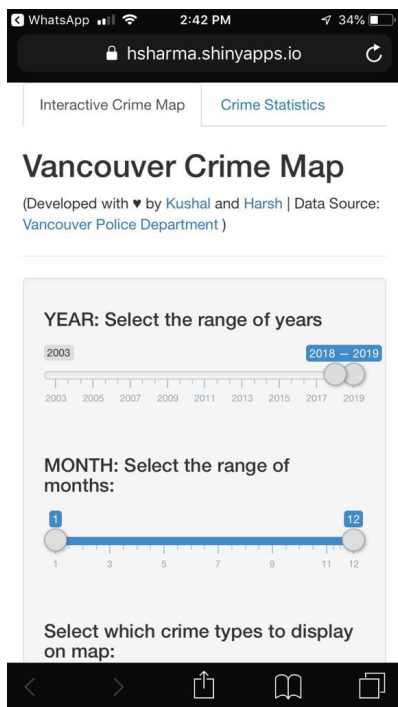 WhatsApp 2:42 PM 34%
hsharma.shinyapps.io
Interactive Crime Map Crime Statistics
Vancouver Crime Map
(Developed with ♥ by Kushal and Harsh | Data Source:
Vancouver Police Department )
YEAR: Select the range of years
2003 2018 — 2019
2003 2005 2007 2009 2011 2013 2015 2017 2019
MONTH: Select the range of
months:
1 12
1 3 5 7 9 11 12
Select which crime types to display
on map: